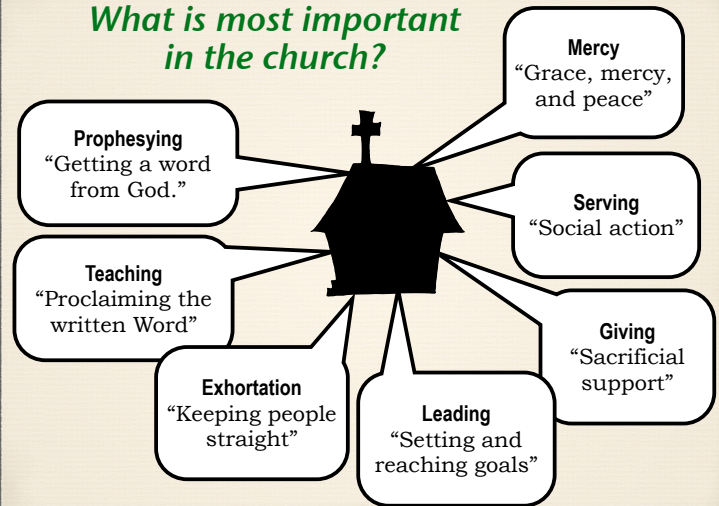 What is most important
in the church?
Prophesying
“Getting a word
from God.”
Teaching
“Proclaiming the
written Word”
Exhortation
“Keeping people
straight”
Leading
“Setting and
reaching goals”
Giving
“Sacrificial
support”
Serving
“Social action”
Mercy
“Grace, mercy,
and peace”